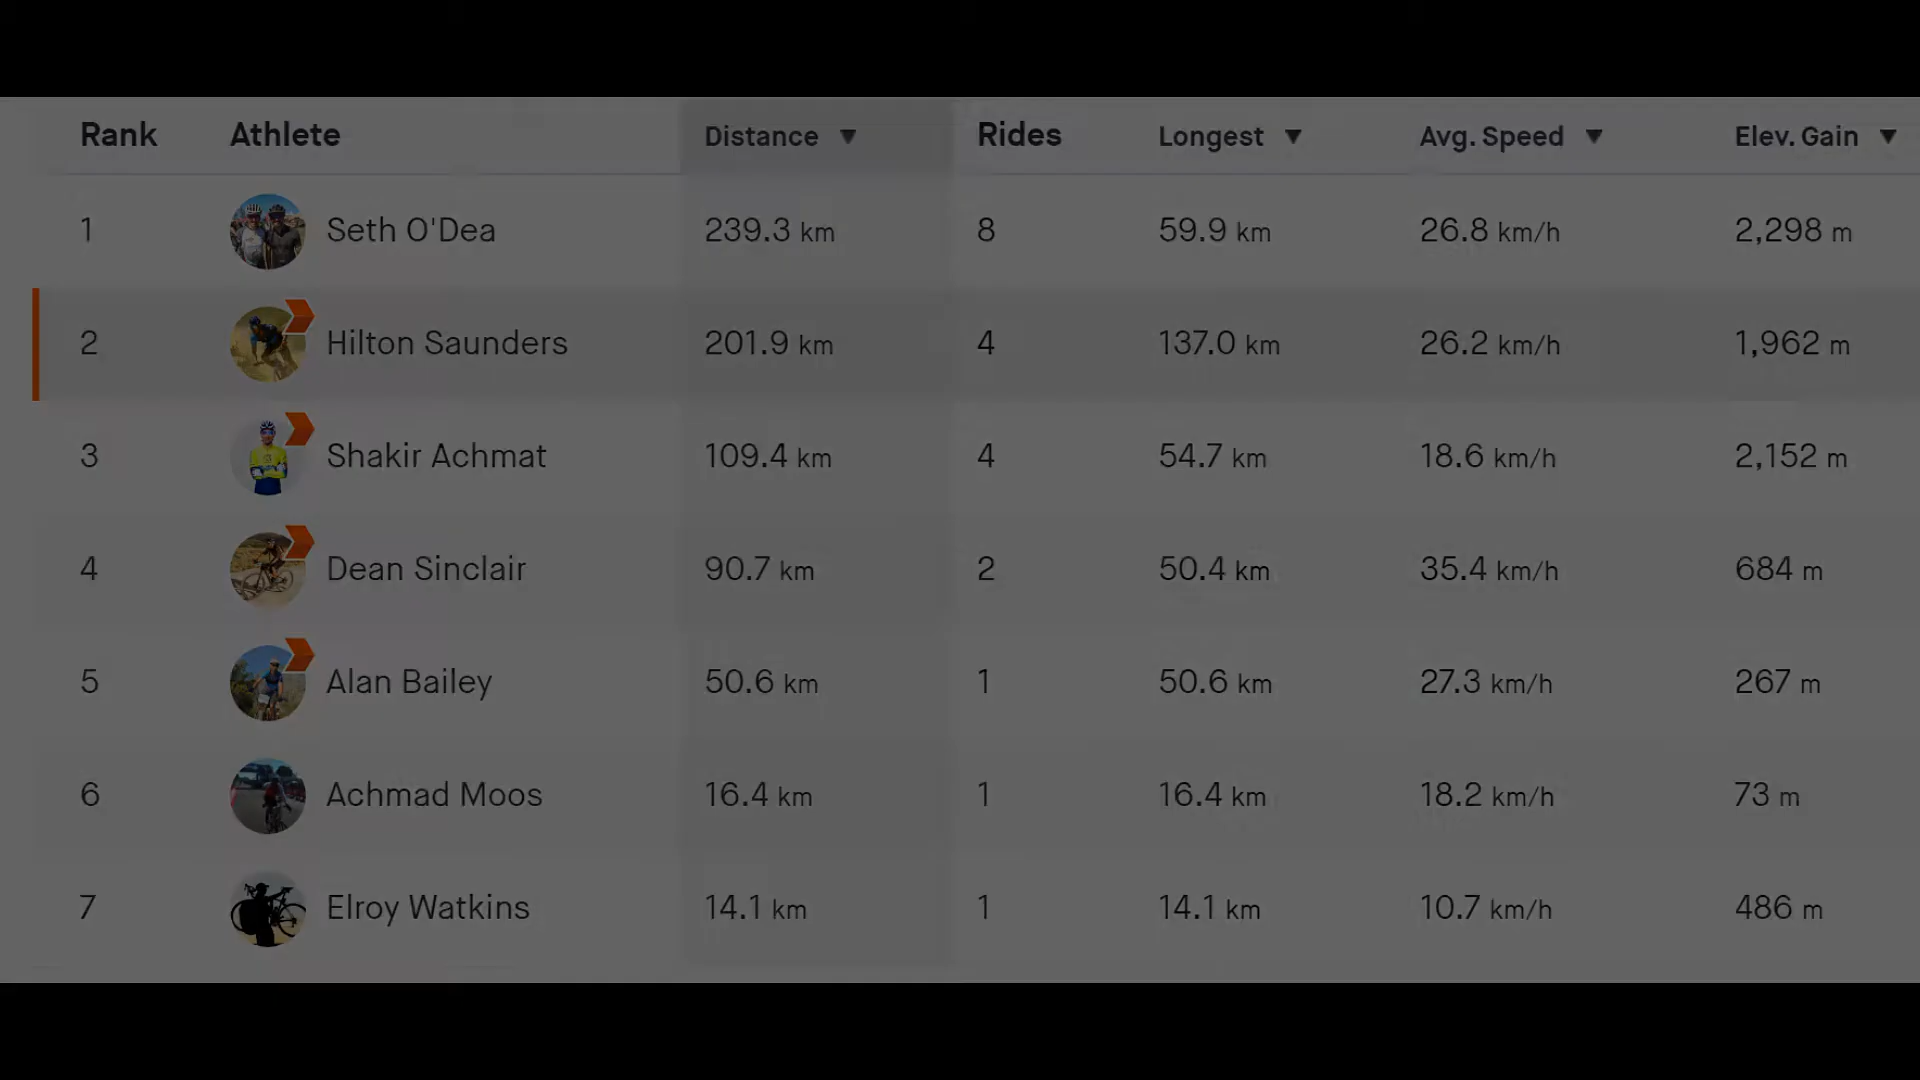 Rank Athlete Distance ▼ Rides Longest ▼ Avg. Speed ▼ Elev. Gain ▼
1 Seth O'Dea 239.3 km 8 59.9 km 26.8 km/h 2,298 m
2 Hilton Saunders 201.9 km 4 137.0 km 26.2 km/h 1,962 m
3 Shakir Achmat 109.4 km 4 54.7 km 18.6 km/h 2,152 m
4 Dean Sinclair 90.7 km 2 50.4 km 35.4 km/h 684 m
5 Alan Bailey 50.6 km 1 50.6 km 27.3 km/h 267 m
6 Achmad Moos 16.4 km 1 16.4 km 18.2 km/h 73 m
7 Elroy Watkins 14.1 km 1 14.1 km 10.7 km/h 486 m